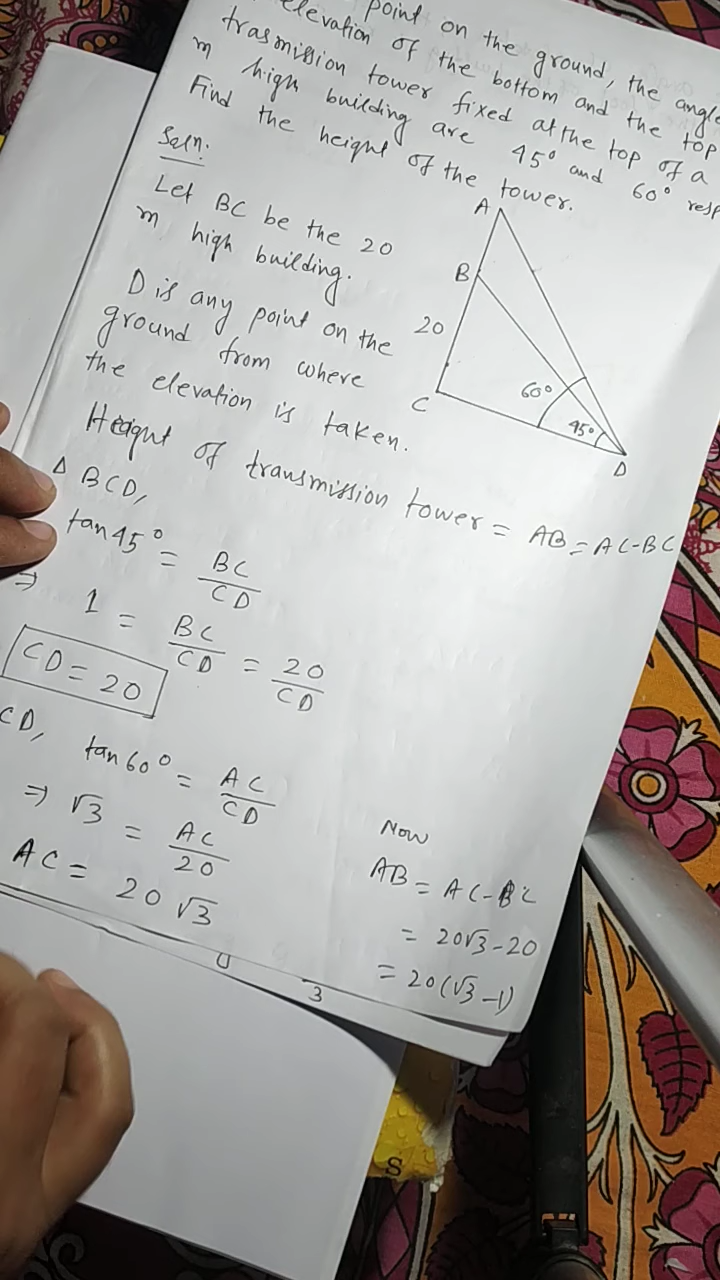 point on the ground, the angle
elevation of the bottom and the top
trasmission tower fixed at the top of a
m high building are 45° and 60° resp
Find the height of the tower.
Soln:
Let BC be the 20
m high building.
D is any point on the
ground from where
the elevation is taken.
A
B
20
C
60°
45°
D
Height of transmission tower = AB = AC-BC
Δ BCD,
tan45° = BC/CD
⇒ 1 = BC/CD = 20/CD
CD = 20
CD, tan60° = AC/CD
⇒ √3 = AC/20
AC = 20√3
Now
AB = AC-BC
= 20√3-20
= 20(√3-1)
3
S